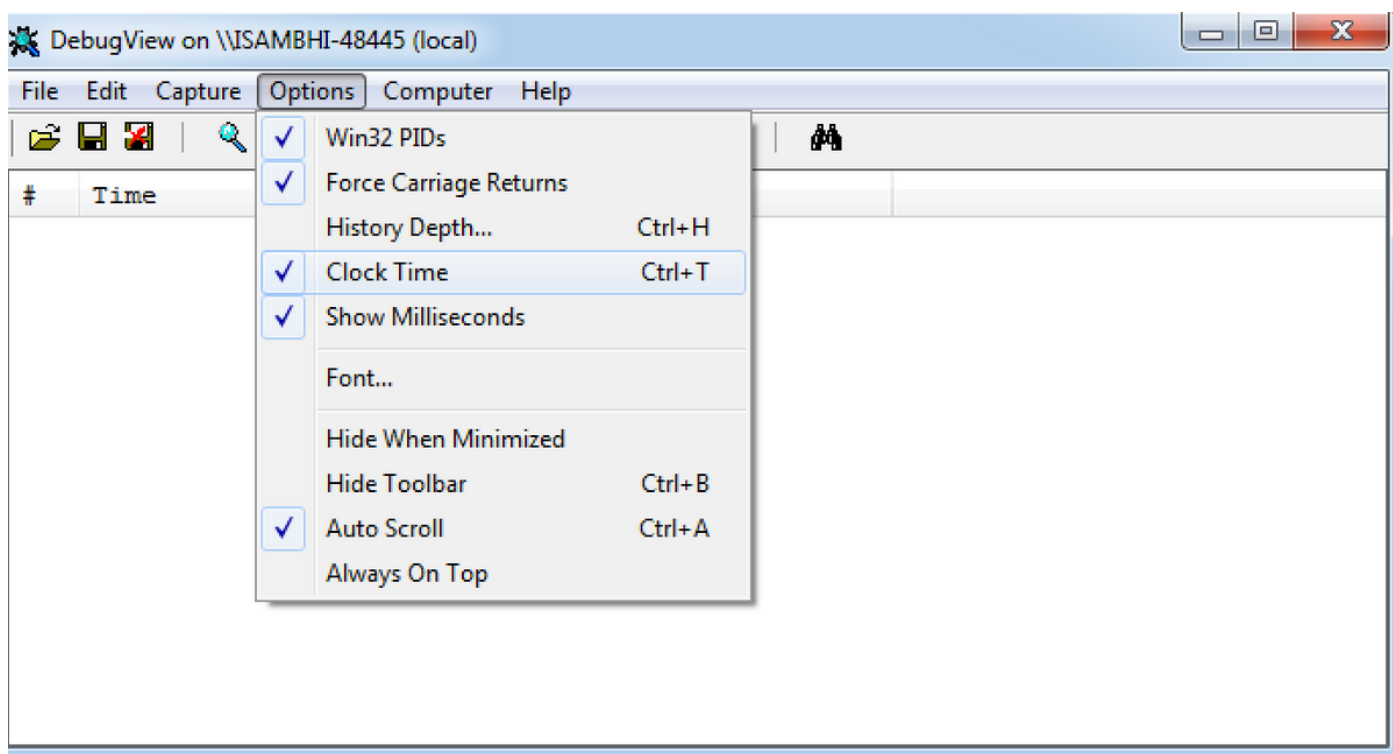 DebugView on \\ISAMBHI-48445 (local)
File Edit Capture Options Computer Help
Win32 PIDs
# Time Force Carriage Returns
History Depth... Ctrl+H
Clock Time Ctrl+T
Show Milliseconds
Font...
Hide When Minimized
Hide Toolbar Ctrl+B
Auto Scroll Ctrl+A
Always On Top